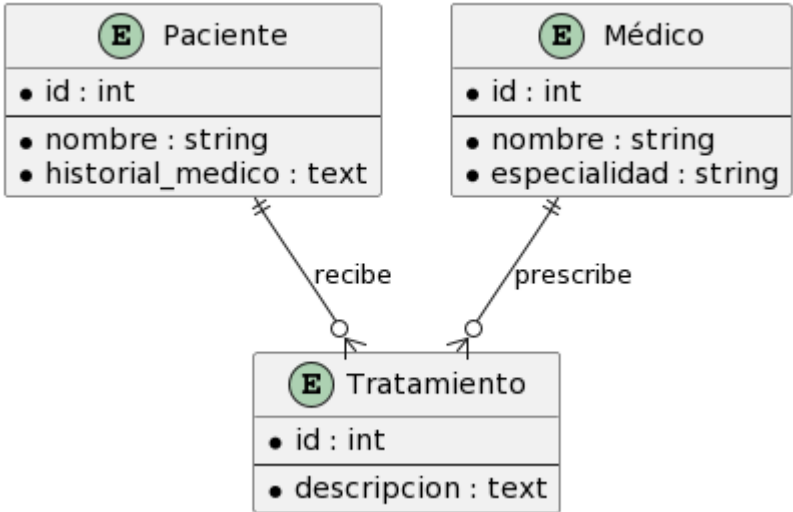 E Paciente
• id : int
• nombre : string
• historial_medico : text
E Médico
• id : int
• nombre : string
• especialidad : string
recibe
prescribe
E Tratamiento
• id : int
• descripcion : text